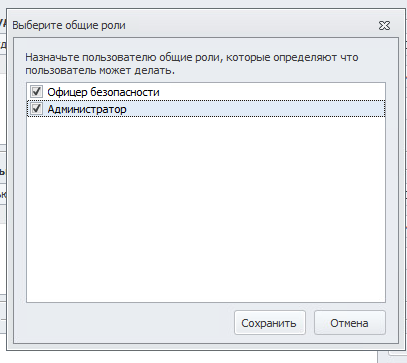 Выберите общие роли
Назначьте пользователю общие роли, которые определяют что
пользователь может делать.
Офицер безопасности
Администратор
Сохранить
Отмена